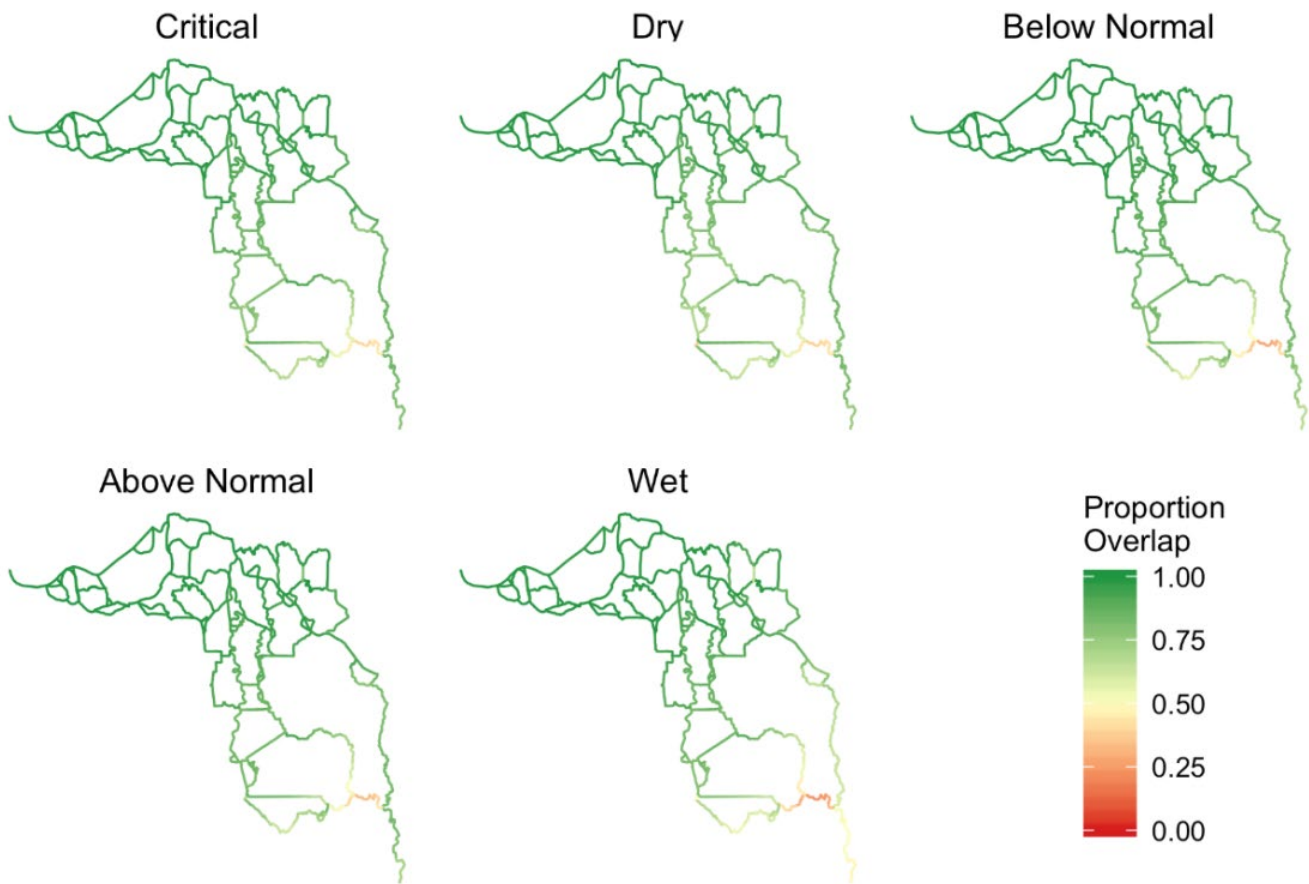 Critical
Dry
Below Normal
Above Normal
Wet
Proportion
Overlap
1.00
0.75
0.50
0.25
0.00